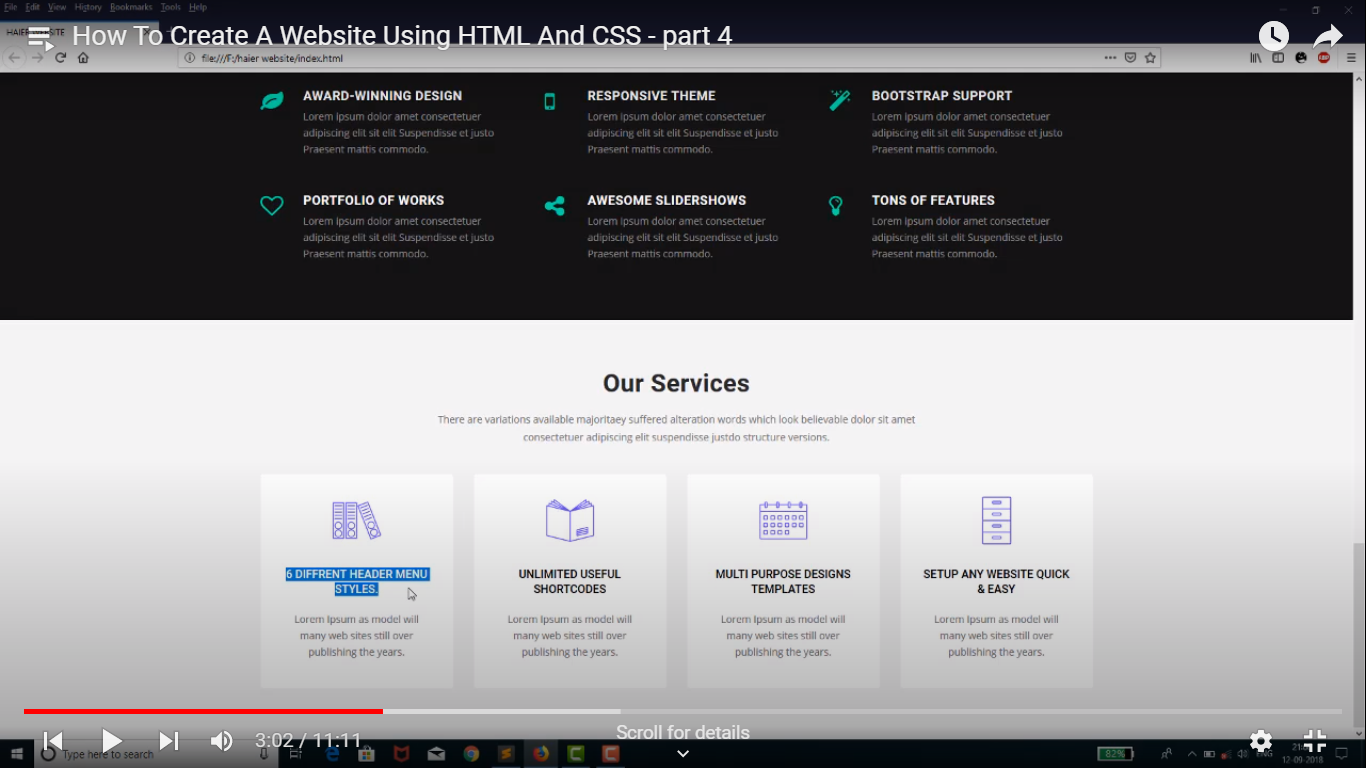 File Edit View History Bookmarks Tools Help
How To Create A Website Using HTML And CSS - part 4
file:///F:/haier website/index.html
AWARD-WINNING DESIGN
Lorem ipsum dolor amet consectetuer
adipiscing elit sit elit Suspendisse et justo
Praesent mattis commodo.
RESPONSIVE THEME
Lorem ipsum dolor amet consectetuer
adipiscing elit sit elit Suspendisse et justo
Praesent mattis commodo.
BOOTSTRAP SUPPORT
Lorem ipsum dolor amet consectetuer
adipiscing elit sit elit Suspendisse et justo
Praesent mattis commodo.
PORTFOLIO OF WORKS
Lorem ipsum dolor amet consectetuer
adipiscing elit sit elit Suspendisse et justo
Praesent mattis commodo.
AWESOME SLIDERSHOWS
Lorem ipsum dolor amet consectetuer
adipiscing elit sit elit Suspendisse et justo
Praesent mattis commodo.
TONS OF FEATURES
Lorem ipsum dolor amet consectetuer
adipiscing elit sit elit Suspendisse et justo
Praesent mattis commodo.
Our Services
There are variations available majoritaey suffered alteration words which look believable dolor sit amet
consectetuer adipiscing elit suspendisse justdo structure versions.
6 DIFFRENT HEADER MENU
STYLES.
Lorem Ipsum as model will
many web sites still over
publishing the years.
UNLIMITED USEFUL
SHORTCODES
Lorem Ipsum as model will
many web sites still over
publishing the years.
MULTI PURPOSE DESIGNS
TEMPLATES
Lorem Ipsum as model will
many web sites still over
publishing the years.
SETUP ANY WEBSITE QUICK
& EASY
Lorem Ipsum as model will
many web sites still over
publishing the years.
Scroll for details
3:02 / 11:11
Type here to search
82%
ENG
12-09-2018